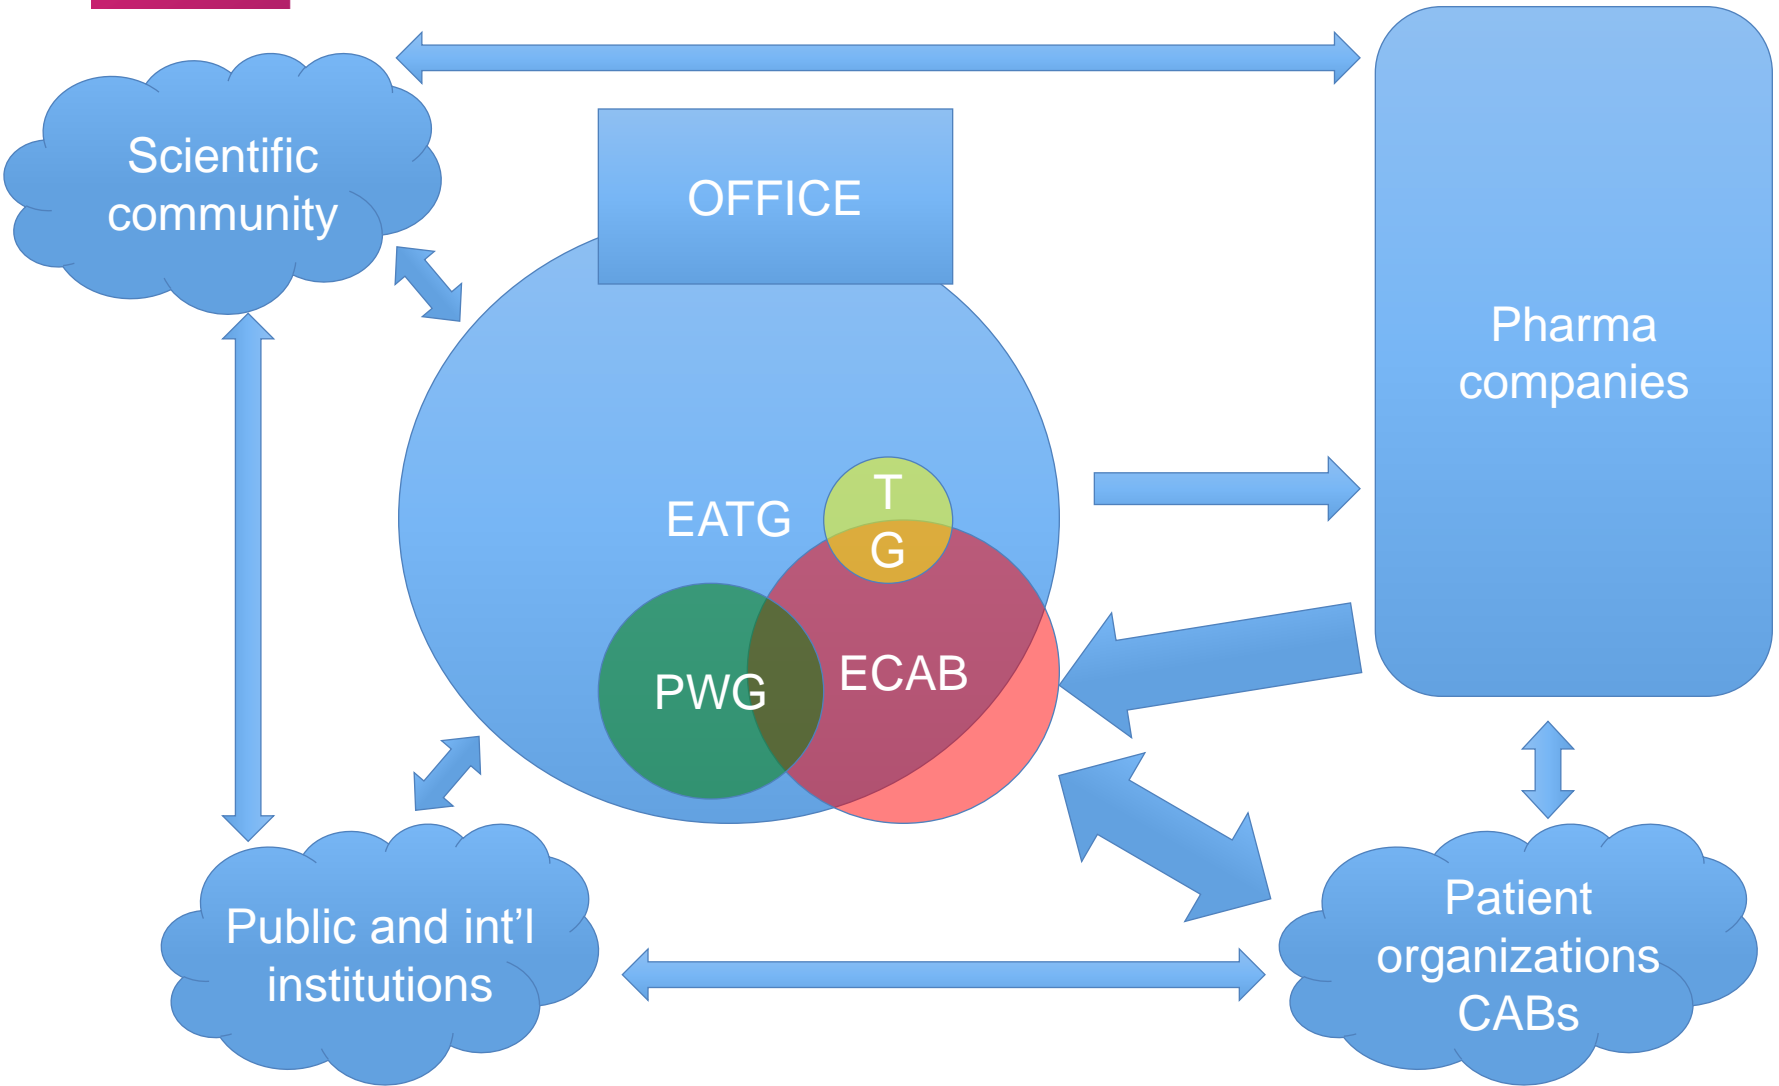 Scientific
community
OFFICE
Pharma
companies
EATG
T
G
ECAB
PWG
Public and int’l
institutions
Patient
organizations
CABs